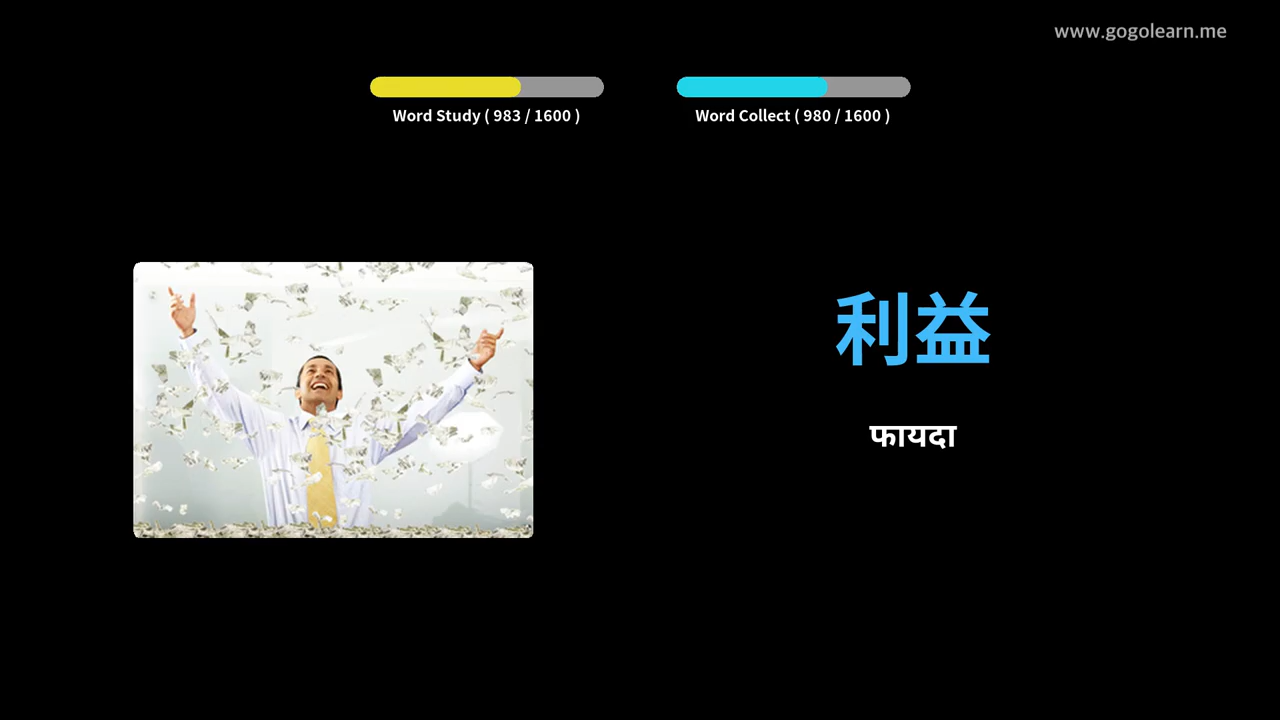 www.gogolearn.me
Word Study ( 983 / 1600 )
Word Collect ( 980 / 1600 )
利益
फायदा